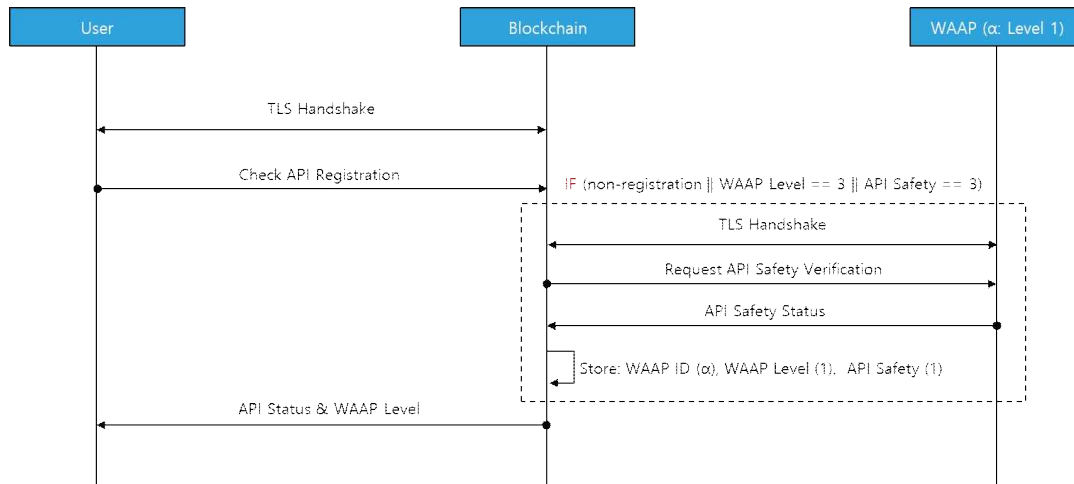 User
Blockchain
WAAP (α: Level 1)
TLS Handshake
Check API Registration
IF (non-registration || WAAP Level == 3 || API Safety == 3)
TLS Handshake
Request API Safety Verification
API Safety Status
Store: WAAP ID (α), WAAP Level (1). API Safety (1)
API Status & WAAP Level